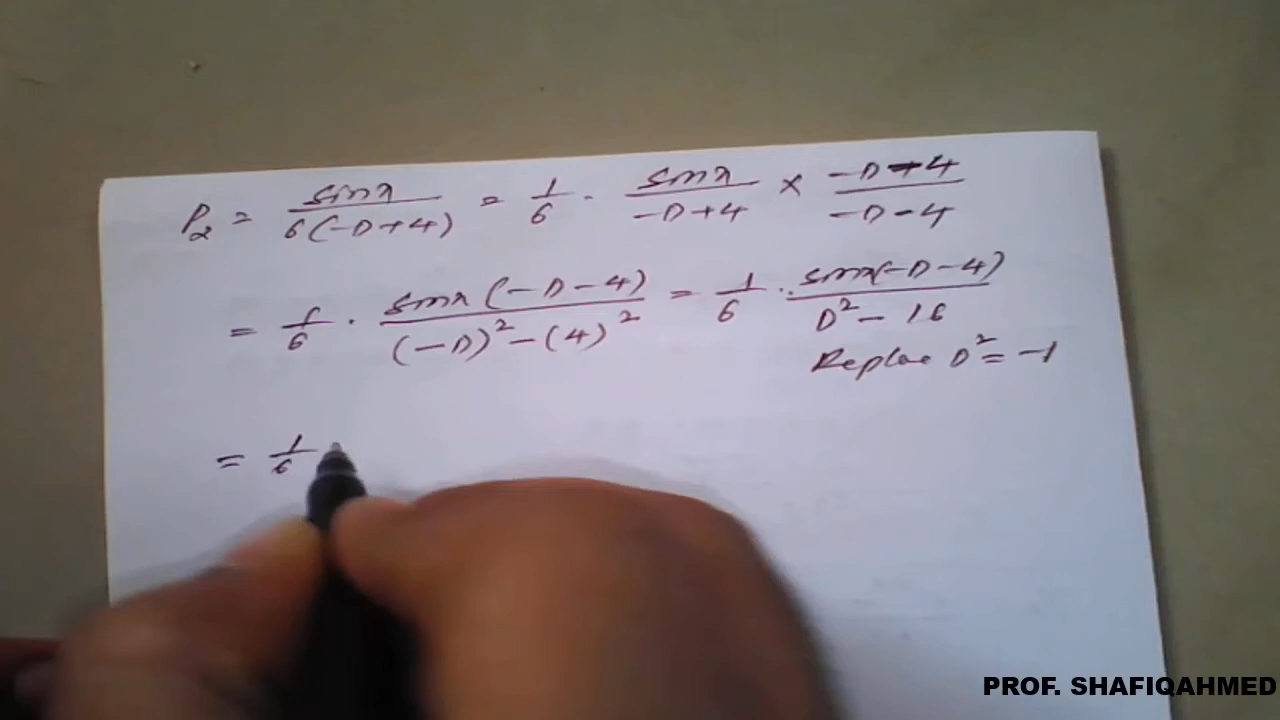 P₂ = sinx / 6(-D+4) = 1/6 · sinx / -D+4 × -D-4 / -D-4
= 1/6 · sinx (-D-4) / (-D)² - (4)² = 1/6 · sinx(-D-4) / D² - 16
Replace D² = -1
= 1/6
PROF. SHAFIQAHMED